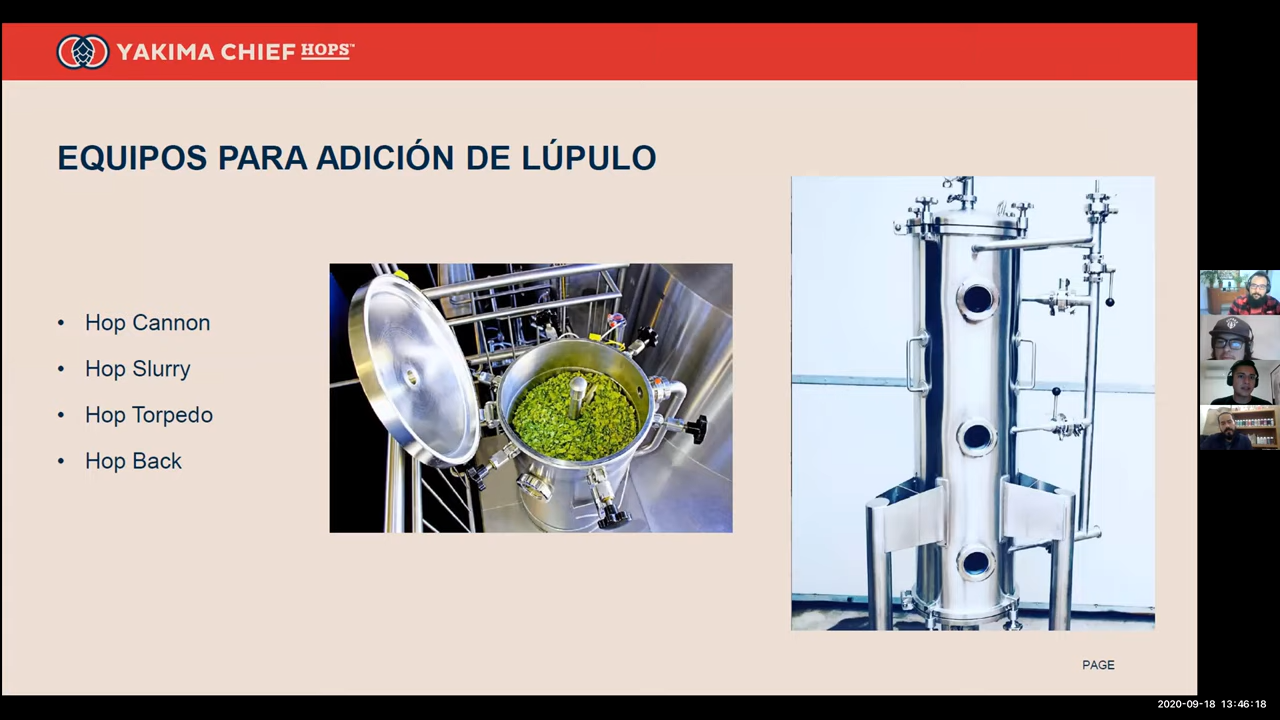 YAKIMA CHIEF HOPS™
EQUIPOS PARA ADICIÓN DE LÚPULO
• Hop Cannon
• Hop Slurry
• Hop Torpedo
• Hop Back
PAGE
2020-09-18 13:46:18